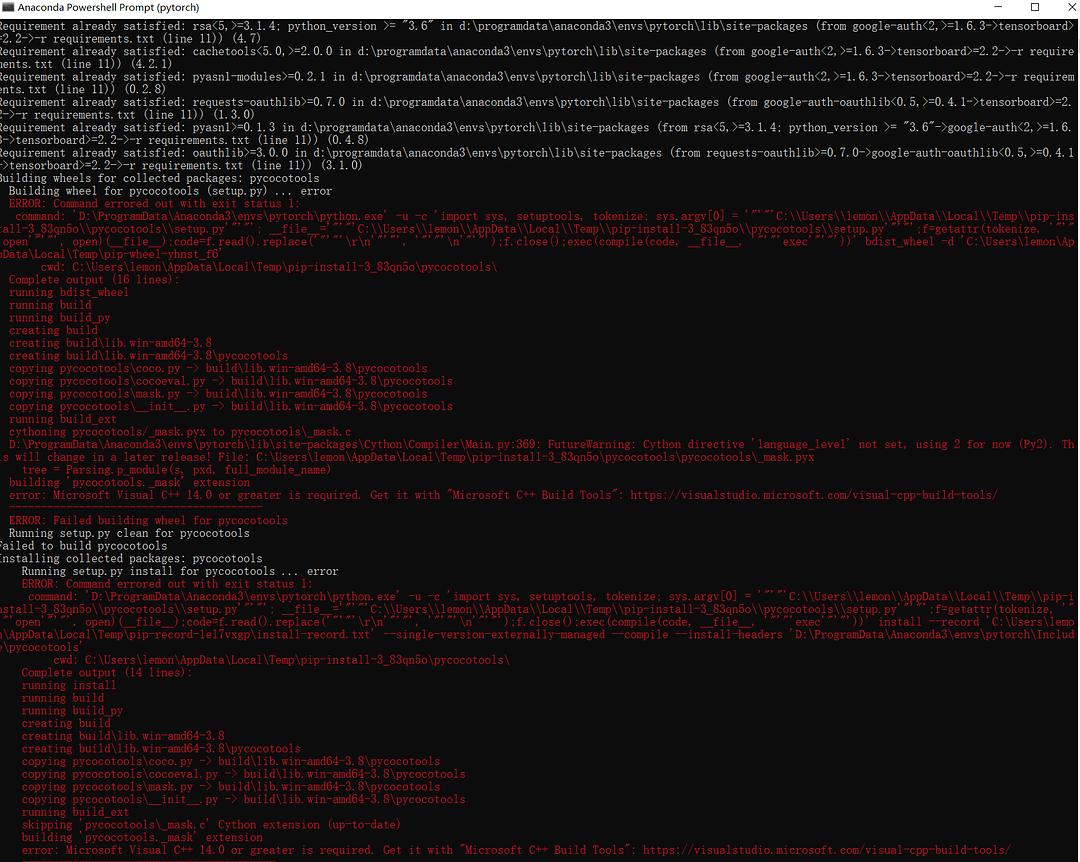 Anaconda Powershell Prompt (pytorch)
Requirement already satisfied: rsa<5,>=3.1.4; python_version >= "3.6" in d:\programdata\anaconda3\envs\pytorch\lib\site-packages (from google-auth<2,>=1.6.3->tensorboard>
=2.2->-r requirements.txt (line 11)) (4.7)
Requirement already satisfied: cachetools<5.0,>=2.0.0 in d:\programdata\anaconda3\envs\pytorch\lib\site-packages (from google-auth<2,>=1.6.3->tensorboard>=2.2->-r require
ments.txt (line 11)) (4.2.1)
Requirement already satisfied: pyasn1-modules>=0.2.1 in d:\programdata\anaconda3\envs\pytorch\lib\site-packages (from google-auth<2,>=1.6.3->tensorboard>=2.2->-r requirem
ents.txt (line 11)) (0.2.8)
Requirement already satisfied: requests-oauthlib>=0.7.0 in d:\programdata\anaconda3\envs\pytorch\lib\site-packages (from google-auth-oauthlib<0.5,>=0.4.1->tensorboard>=2.
2->-r requirements.txt (line 11)) (1.3.0)
Requirement already satisfied: pyasn1>=0.1.3 in d:\programdata\anaconda3\envs\pytorch\lib\site-packages (from rsa<5,>=3.1.4; python_version >= "3.6"->google-auth<2,>=1.6.
3->tensorboard>=2.2->-r requirements.txt (line 11)) (0.4.8)
Requirement already satisfied: oauthlib>=3.0.0 in d:\programdata\anaconda3\envs\pytorch\lib\site-packages (from requests-oauthlib>=0.7.0->google-auth-oauthlib<0.5,>=0.4.1
->tensorboard>=2.2->-r requirements.txt (line 11)) (3.1.0)
Building wheels for collected packages: pycocotools
Building wheel for pycocotools (setup.py) ... error
ERROR: Command errored out with exit status 1:
command: 'D:\ProgramData\Anaconda3\envs\pytorch\python.exe' -u -c 'import sys, setuptools, tokenize; sys.argv[0] = '"'"'C:\\Users\\lemon\\AppData\\Local\\Temp\\pip-ins
tall-3_83qn5o\\pycocotools\\setup.py'"'"'; __file__='"'"'C:\\Users\\lemon\\AppData\\Local\\Temp\\pip-install-3_83qn5o\\pycocotools\\setup.py'"'"';f=getattr(tokenize, '"'"
'open'"'"', open)(__file__);code=f.read().replace('"'"'\r\n'"'"', '"'"'\n'"'"');f.close();exec(compile(code, __file__, '"'"'exec'"'"'))' bdist_wheel -d 'C:\Users\lemon\Ap
pData\Local\Temp\pip-wheel-yhnst_f6'
cwd: C:\Users\lemon\AppData\Local\Temp\pip-install-3_83qn5o\pycocotools\
Complete output (16 lines):
running bdist_wheel
running build
running build_py
creating build
creating build\lib.win-amd64-3.8
creating build\lib.win-amd64-3.8\pycocotools
copying pycocotools\coco.py -> build\lib.win-amd64-3.8\pycocotools
copying pycocotools\cocoeval.py -> build\lib.win-amd64-3.8\pycocotools
copying pycocotools\mask.py -> build\lib.win-amd64-3.8\pycocotools
copying pycocotools\__init__.py -> build\lib.win-amd64-3.8\pycocotools
running build_ext
cythoning pycocotools/_mask.pyx to pycocotools\_mask.c
D:\ProgramData\Anaconda3\envs\pytorch\lib\site-packages\Cython\Compiler\Main.py:369: FutureWarning: Cython directive 'language_level' not set, using 2 for now (Py2). Th
is will change in a later release! File: C:\Users\lemon\AppData\Local\Temp\pip-install-3_83qn5o\pycocotools\pycocotools\_mask.pyx
tree = Parsing.p_module(s, pxd, full_module_name)
building 'pycocotools._mask' extension
error: Microsoft Visual C++ 14.0 or greater is required. Get it with "Microsoft C++ Build Tools": https://visualstudio.microsoft.com/visual-cpp-build-tools/
----------------------------------------
ERROR: Failed building wheel for pycocotools
Running setup.py clean for pycocotools
Failed to build pycocotools
Installing collected packages: pycocotools
Running setup.py install for pycocotools ... error
ERROR: Command errored out with exit status 1:
command: 'D:\ProgramData\Anaconda3\envs\pytorch\python.exe' -u -c 'import sys, setuptools, tokenize; sys.argv[0] = '"'"'C:\\Users\\lemon\\AppData\\Local\\Temp\\pip-i
nstall-3_83qn5o\\pycocotools\\setup.py'"'"'; __file__='"'"'C:\\Users\\lemon\\AppData\\Local\\Temp\\pip-install-3_83qn5o\\pycocotools\\setup.py'"'"';f=getattr(tokenize, '"
'"'open'"'"', open)(__file__);code=f.read().replace('"'"'\r\n'"'"', '"'"'\n'"'"');f.close();exec(compile(code, __file__, '"'"'exec'"'"'))' install --record 'C:\Users\lemo
n\AppData\Local\Temp\pip-record-lel7vxgp\install-record.txt' --single-version-externally-managed --compile --install-headers 'D:\ProgramData\Anaconda3\envs\pytorch\Includ
e\pycocotools'
cwd: C:\Users\lemon\AppData\Local\Temp\pip-install-3_83qn5o\pycocotools\
Complete output (14 lines):
running install
running build
running build_py
creating build
creating build\lib.win-amd64-3.8
creating build\lib.win-amd64-3.8\pycocotools
copying pycocotools\coco.py -> build\lib.win-amd64-3.8\pycocotools
copying pycocotools\cocoeval.py -> build\lib.win-amd64-3.8\pycocotools
copying pycocotools\mask.py -> build\lib.win-amd64-3.8\pycocotools
copying pycocotools\__init__.py -> build\lib.win-amd64-3.8\pycocotools
running build_ext
skipping 'pycocotools\_mask.c' Cython extension (up-to-date)
building 'pycocotools._mask' extension
error: Microsoft Visual C++ 14.0 or greater is required. Get it with "Microsoft C++ Build Tools": https://visualstudio.microsoft.com/visual-cpp-build-tools/